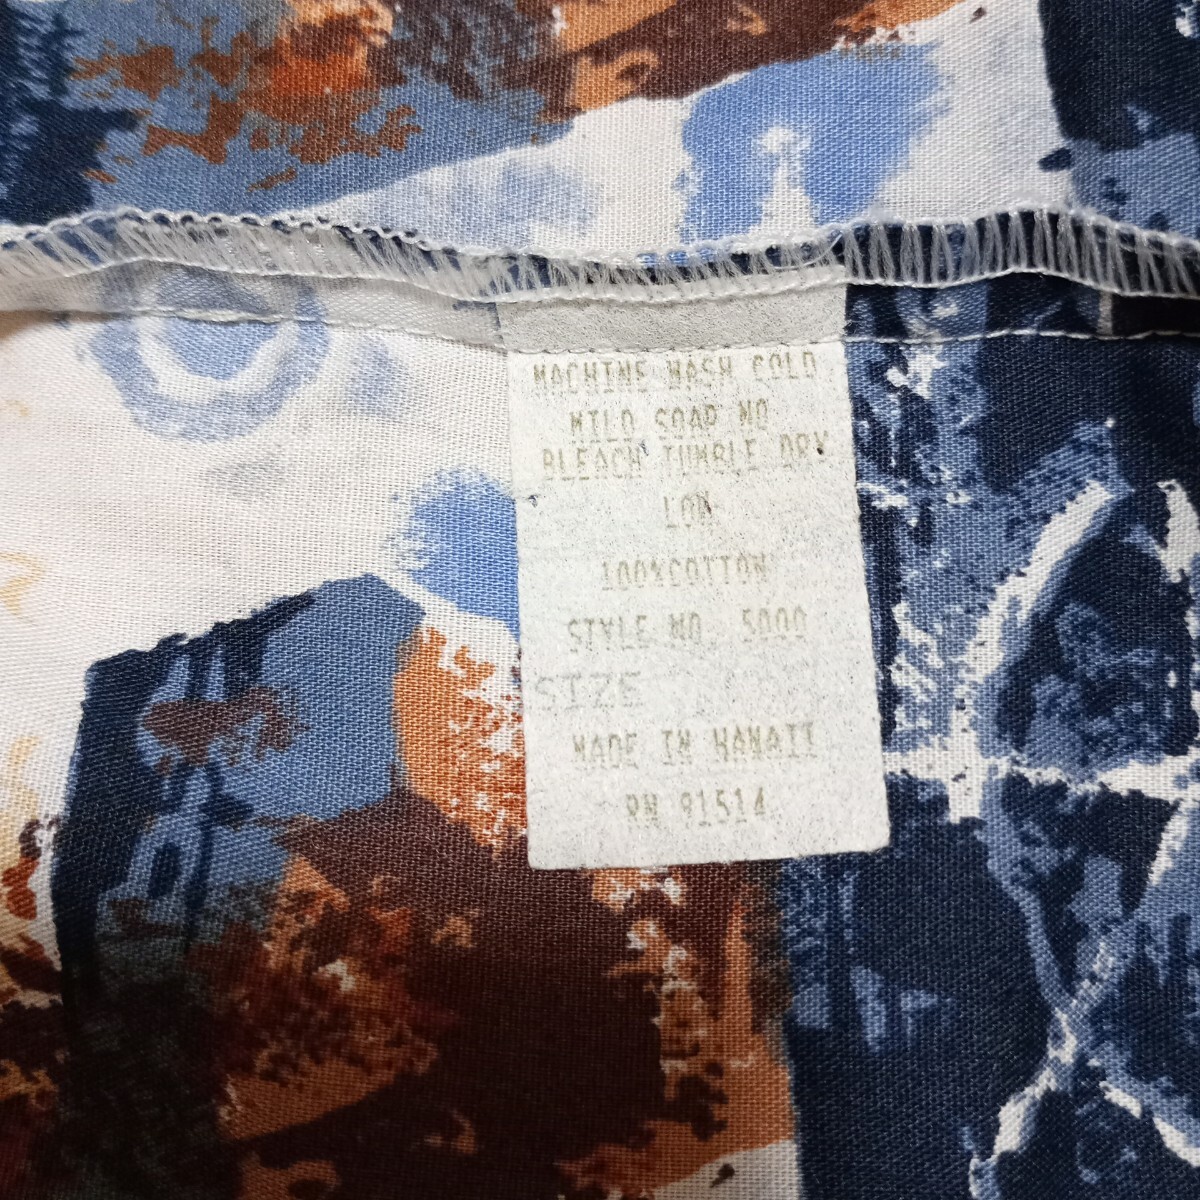 MACHINE WASH COLD
MILD SOAP NO
BLEACH TUMBLE DRY
LOW
100%COTTON
STYLE NO. 5000
SIZE
MADE IN HAWAII
RN 91514